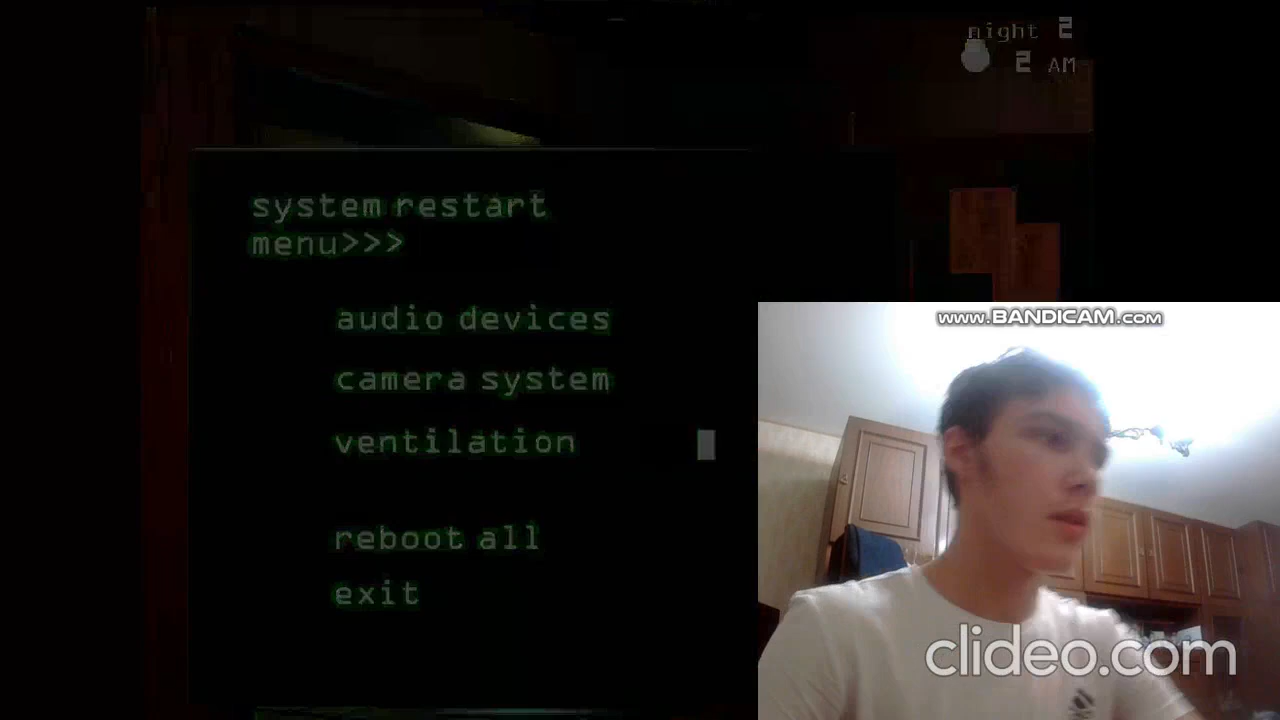 night 2
2 AM
system restart
menu>>>
audio devices
camera system
ventilation
reboot all
exit
www.BANDICAM.com
clideo.com